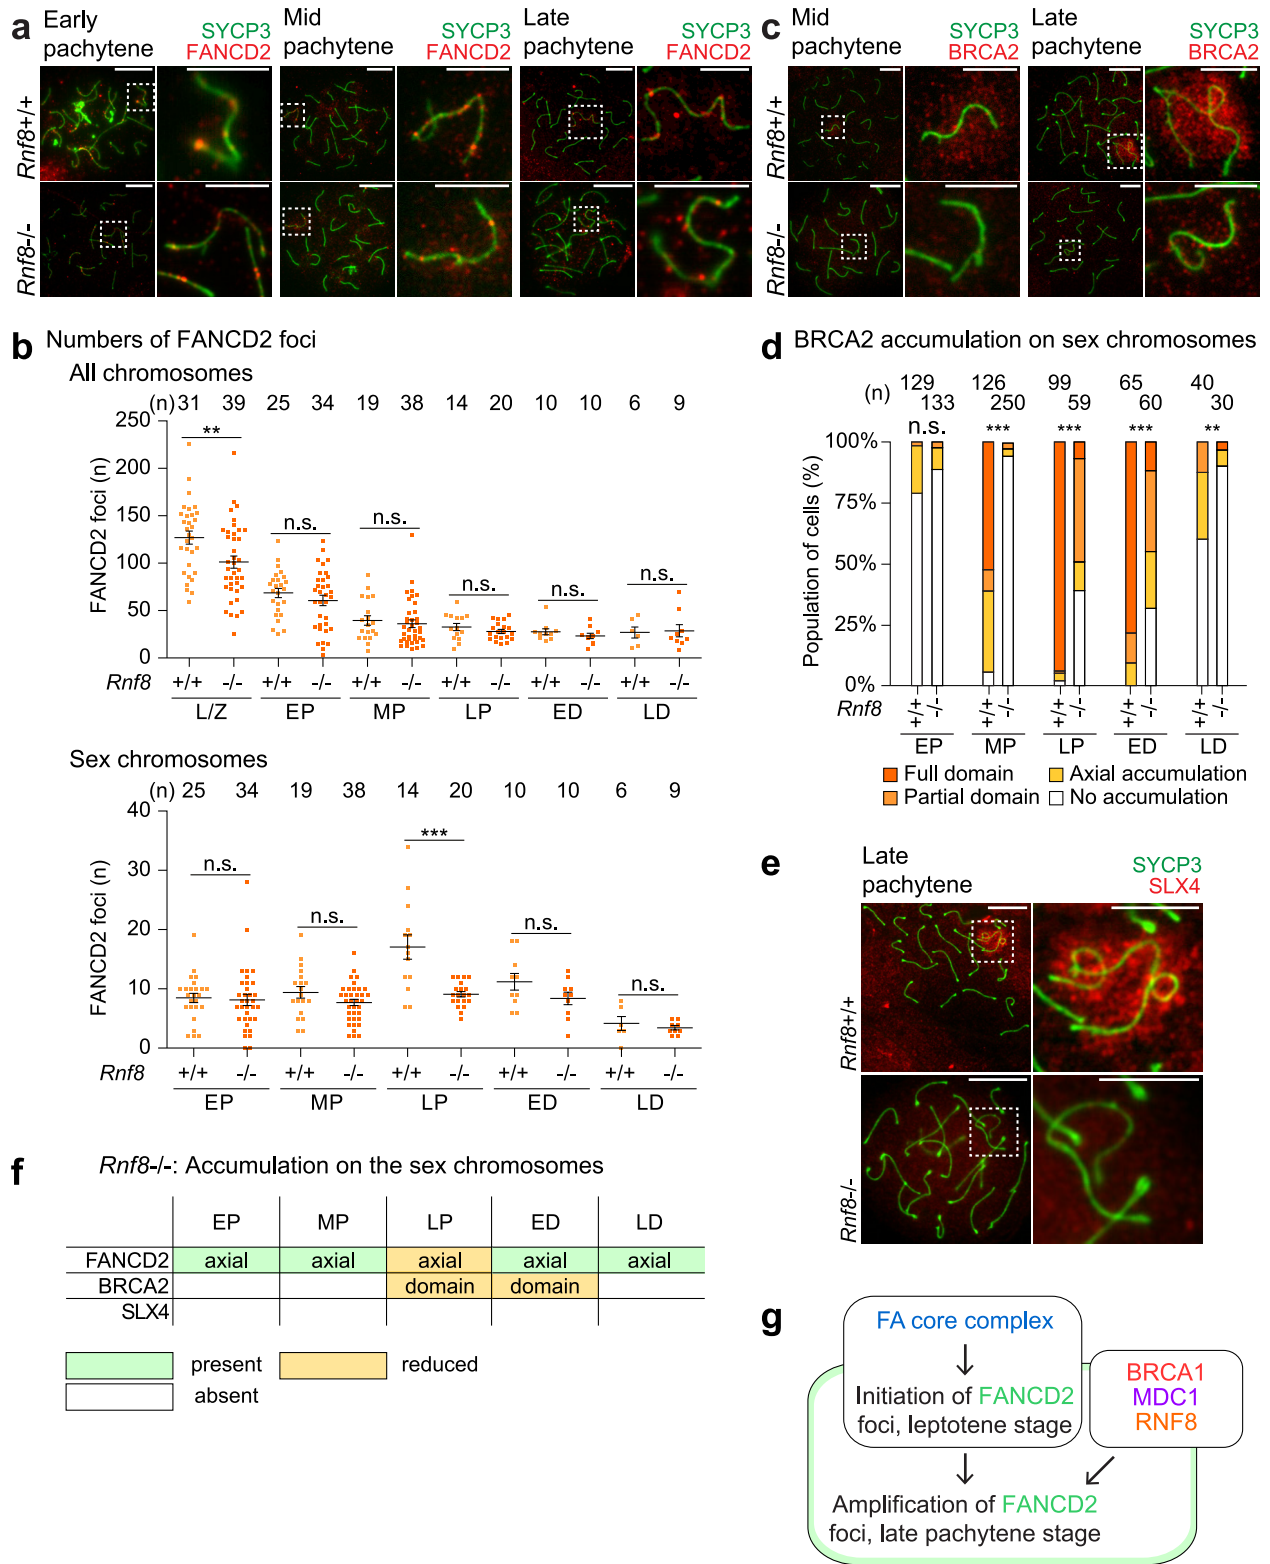 a
Early
pachytene
SYCP3
FANCD2
Mid
pachytene
SYCP3
FANCD2
Late
pachytene
SYCP3
FANCD2
Rnf8+/+
Rnf8-/-
c
Mid
pachytene
SYCP3
BRCA2
Late
pachytene
SYCP3
BRCA2
Rnf8+/+
Rnf8-/-
b Numbers of FANCD2 foci
All chromosomes
(n) 31 39 25 34 19 38 14 20 10 10 6 9
250
200
150
100
50
0
FANCD2 foci (n)
** n.s. n.s. n.s. n.s. n.s.
Rnf8 +/+ -/- +/+ -/- +/+ -/- +/+ -/- +/+ -/- +/+ -/-
L/Z EP MP LP ED LD
Sex chromosomes
(n) 25 34 19 38 14 20 10 10 6 9
40
30
20
10
0
FANCD2 foci (n)
n.s. n.s. *** n.s. n.s.
Rnf8 +/+ -/- +/+ -/- +/+ -/- +/+ -/- +/+ -/-
EP MP LP ED LD
d BRCA2 accumulation on sex chromosomes
(n) 129 133 126 250 99 59 65 60 40 30
n.s. *** *** *** **
100%
75%
50%
25%
0%
Population of cells (%)
Rnf8 +/+ -/- +/+ -/- +/+ -/- +/+ -/- +/+ -/-
EP MP LP ED LD
Full domain Axial accumulation
Partial domain No accumulation
e
Late
pachytene
SYCP3
SLX4
Rnf8+/+
Rnf8-/-
f Rnf8-/-: Accumulation on the sex chromosomes
EP MP LP ED LD
FANCD2 axial axial axial axial axial
BRCA2 domain domain
SLX4
present reduced
absent
g
FA core complex
Initiation of FANCD2
foci, leptotene stage
BRCA1
MDC1
RNF8
Amplification of FANCD2
foci, late pachytene stage